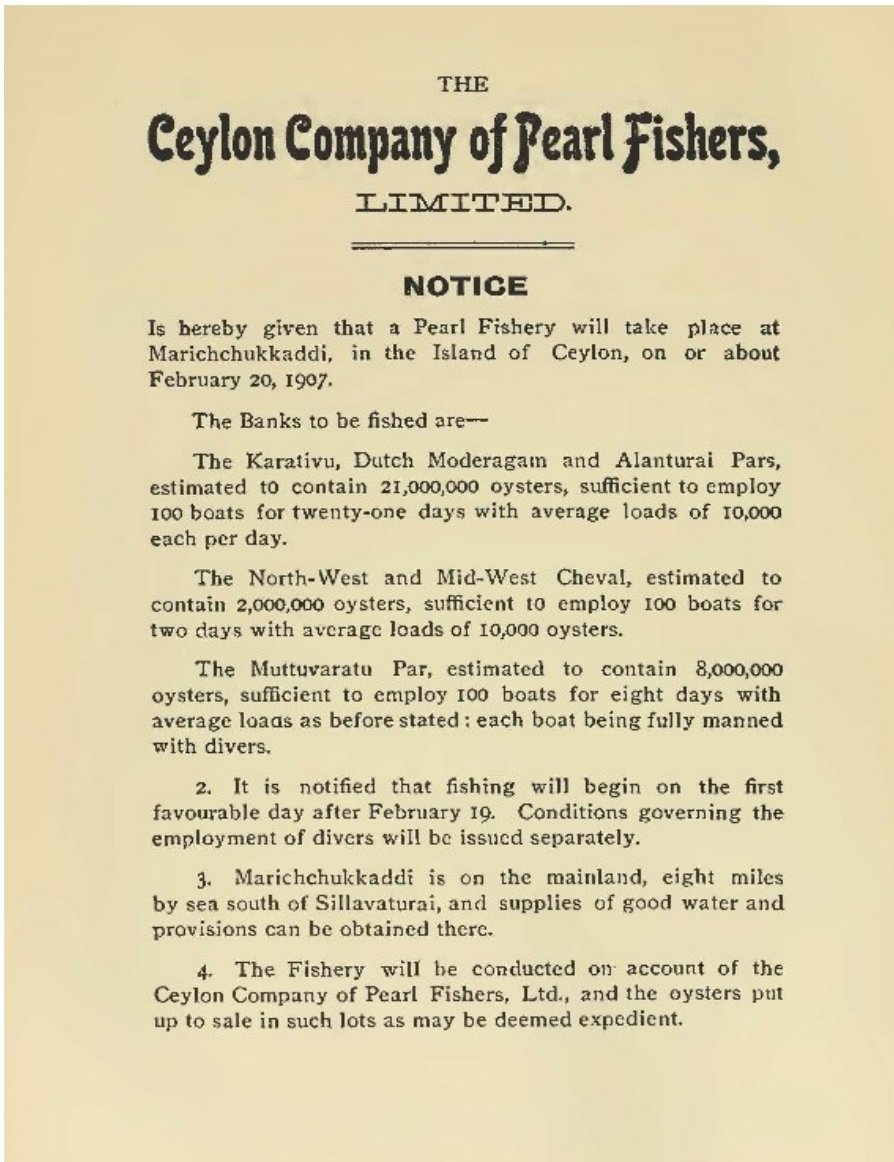 THE
Ceylon Company of Pearl Fishers,
LIMITED.
NOTICE
Is hereby given that a Pearl Fishery will take place at
Marichchukkaddi, in the Island of Ceylon, on or about
February 20, 1907.
The Banks to be fished are—
The Karativu, Dutch Moderagam and Alanturai Pars,
estimated to contain 21,000,000 oysters, sufficient to employ
100 boats for twenty-one days with average loads of 10,000
each per day.
The North-West and Mid-West Cheval, estimated to
contain 2,000,000 oysters, sufficient to employ 100 boats for
two days with average loads of 10,000 oysters.
The Muttuvaratu Par, estimated to contain 8,000,000
oysters, sufficient to employ 100 boats for eight days with
average loads as before stated: each boat being fully manned
with divers.
2. It is notified that fishing will begin on the first
favourable day after February 19. Conditions governing the
employment of divers will be issued separately.
3. Marichchukkaddi is on the mainland, eight miles
by sea south of Sillavaturai, and supplies of good water and
provisions can be obtained there.
4. The Fishery will be conducted on account of the
Ceylon Company of Pearl Fishers, Ltd., and the oysters put
up to sale in such lots as may be deemed expedient.